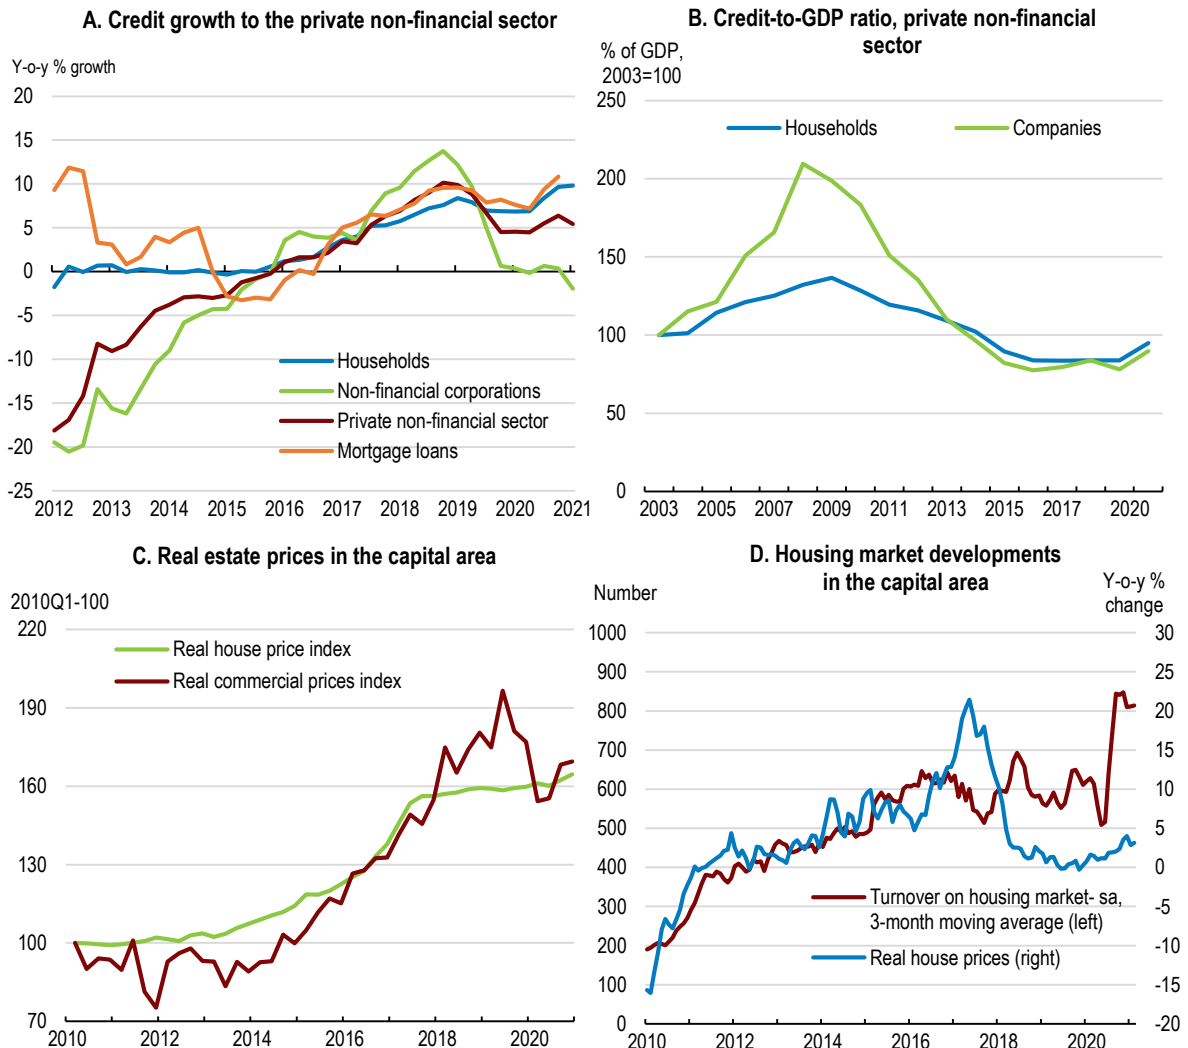 A. Credit growth to the private non-financial sector
Y-o-y % growth
20
15
10
5
0
-5
-10
-15
-20
-25
Households
Non-financial corporations
Private non-financial sector
Mortgage loans
2012 2013 2014 2015 2016 2017 2018 2019 2020 2021
B. Credit-to-GDP ratio, private non-financial
sector
% of GDP,
2003=100
250
200
150
100
50
0
Households Companies
2003 2005 2007 2009 2011 2013 2015 2017 2020
C. Real estate prices in the capital area
2010Q1-100
220
190
160
130
100
70
Real house price index
Real commercial prices index
2010 2012 2014 2016 2018 2020
D. Housing market developments
in the capital area
Number
Y-o-y %
change
1000
900
800
700
600
500
400
300
200
100
0
30
25
20
15
10
5
0
-5
-10
-15
-20
Turnover on housing market- sa,
3-month moving average (left)
Real house prices (right)
2010 2012 2014 2016 2018 2020